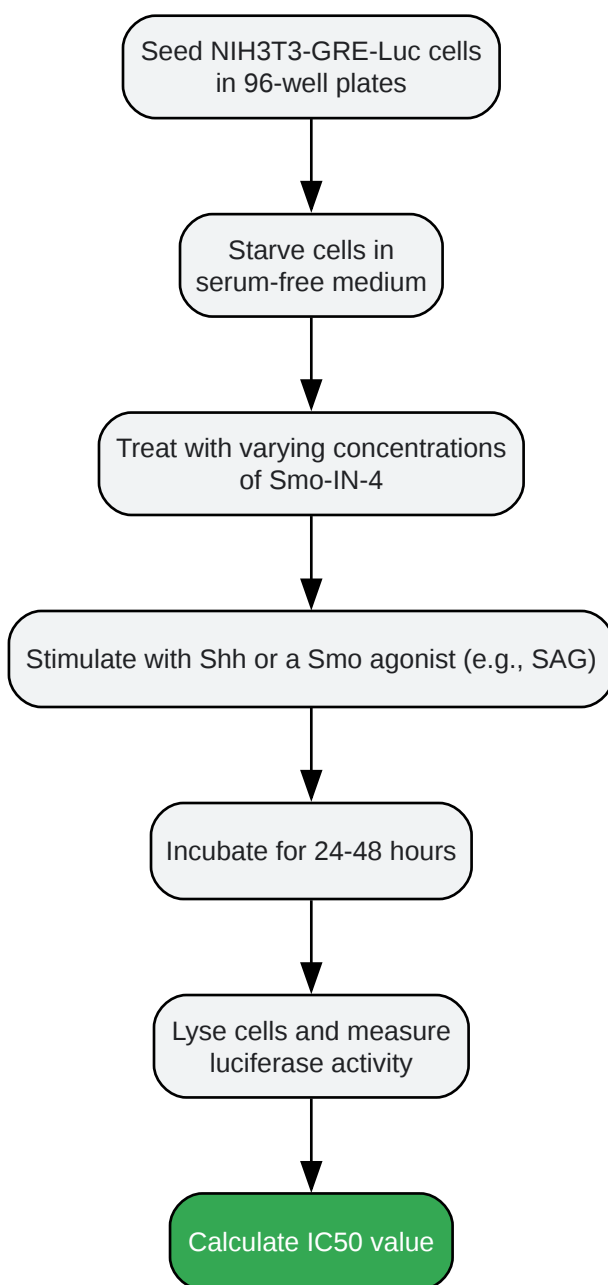 Seed NIH3T3-GRE-Luc cells
in 96-well plates
Starve cells in
serum-free medium
Treat with varying concentrations
of Smo-IN-4
Stimulate with Shh or a Smo agonist (e.g., SAG)
Incubate for 24-48 hours
Lyse cells and measure
luciferase activity
Calculate IC50 value